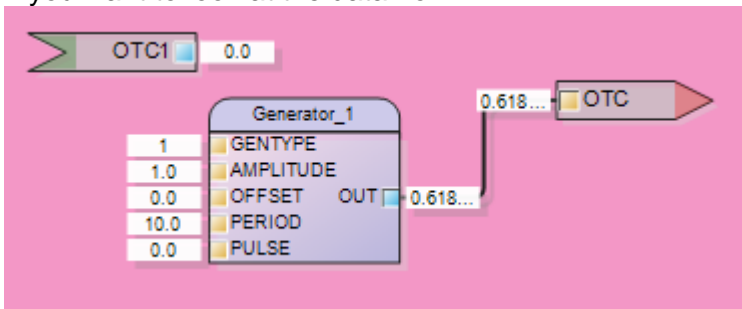 OTC1 0.0
0.618... OTC
Generator_1
1 GENTYPE
1.0 AMPLITUDE
0.0 OFFSET OUT 0.618...
10.0 PERIOD
0.0 PULSE